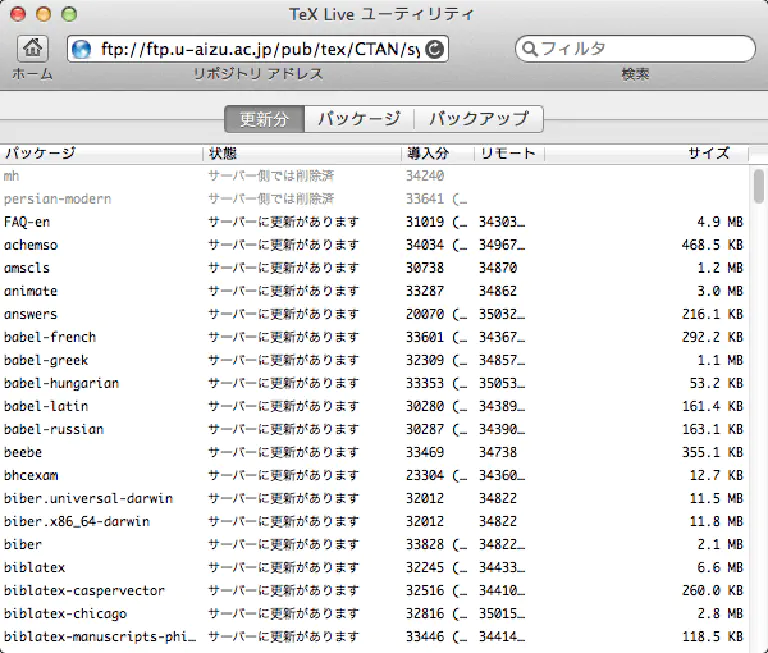 TeX Live ユーティリティ
ftp://ftp.u-aizu.ac.jp/pub/tex/CTAN/sy
フィルタ
ホーム リポジトリ アドレス 検索
更新分 パッケージ バックアップ
パッケージ 状態 導入分 リモート サイズ
mh サーバー側では削除済 34240
persian-modern サーバー側では削除済 33641 (…
FAQ-en サーバーに更新があります 31019 (… 34303… 4.9 MB
achemso サーバーに更新があります 34034 (… 34967… 468.5 KB
amscls サーバーに更新があります 30738 34870 1.2 MB
animate サーバーに更新があります 33287 34862 3.0 MB
answers サーバーに更新があります 20070 (… 35032… 216.1 KB
babel-french サーバーに更新があります 33601 (… 34367… 292.2 KB
babel-greek サーバーに更新があります 32309 (… 34857… 1.1 MB
babel-hungarian サーバーに更新があります 33353 (… 35053… 53.2 KB
babel-latin サーバーに更新があります 30280 (… 34389… 161.4 KB
babel-russian サーバーに更新があります 30287 (… 34390… 163.1 KB
beebe サーバーに更新があります 33469 34738 355.1 KB
bhcexam サーバーに更新があります 23304 (… 34360… 12.7 KB
biber.universal-darwin サーバーに更新があります 32012 34822 11.5 MB
biber.x86_64-darwin サーバーに更新があります 32012 34822 11.8 MB
biber サーバーに更新があります 33828 (… 34822… 2.1 MB
biblatex サーバーに更新があります 32245 (… 34433… 6.6 MB
biblatex-caspervector サーバーに更新があります 32516 (… 34410… 260.0 KB
biblatex-chicago サーバーに更新があります 32816 (… 35015… 2.8 MB
biblatex-manuscripts-phi… サーバーに更新があります 33446 (… 34414… 118.5 KB